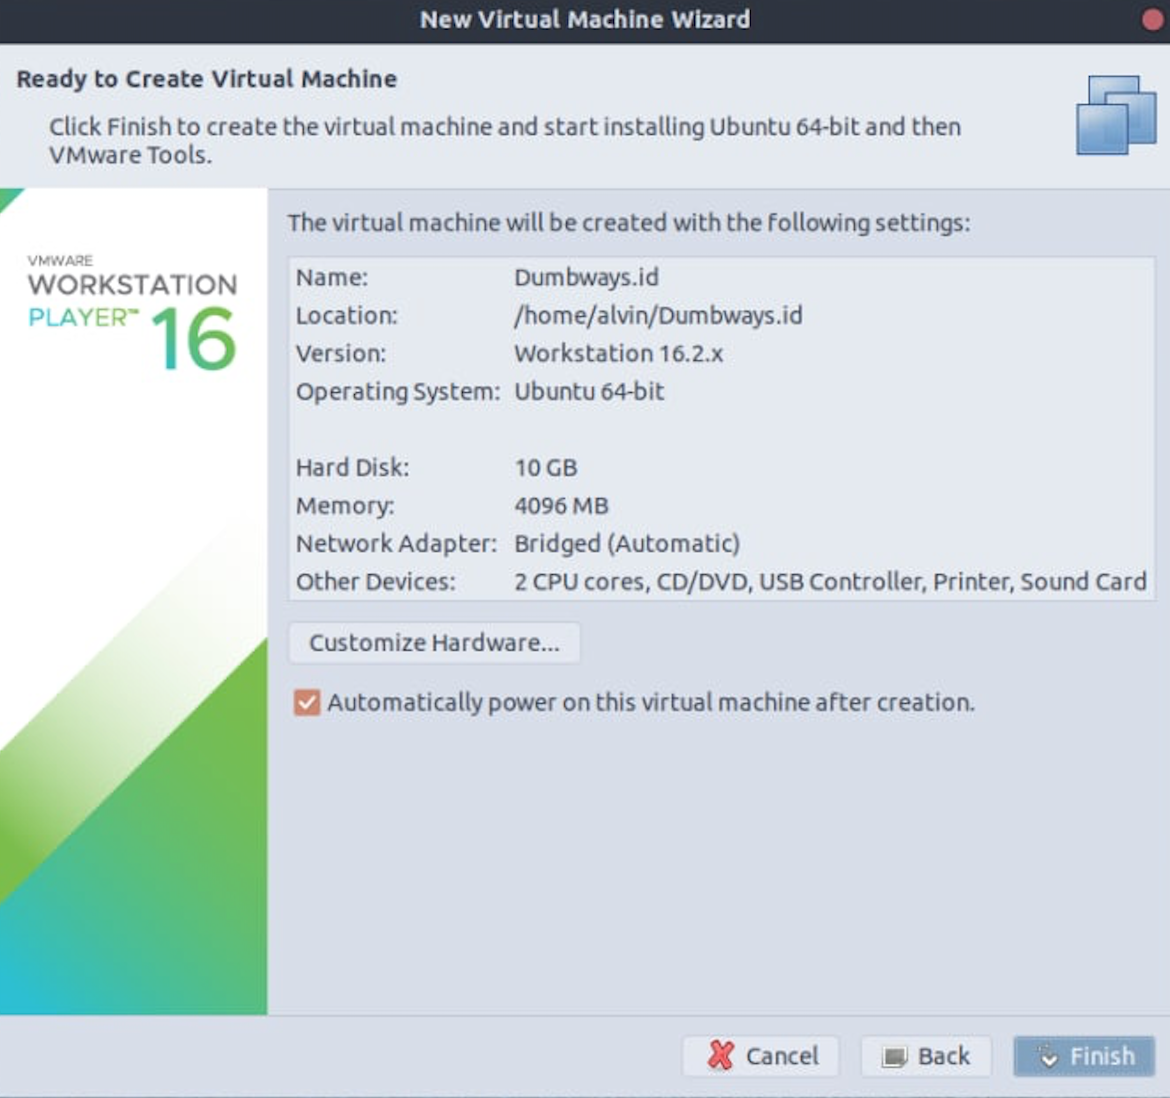 New Virtual Machine Wizard
Ready to Create Virtual Machine
Click Finish to create the virtual machine and start installing Ubuntu 64-bit and then
VMware Tools.
VMWARE
WORKSTATION
PLAYER™ 16
The virtual machine will be created with the following settings:
Name: Dumbways.id
Location: /home/alvin/Dumbways.id
Version: Workstation 16.2.x
Operating System: Ubuntu 64-bit
Hard Disk: 10 GB
Memory: 4096 MB
Network Adapter: Bridged (Automatic)
Other Devices: 2 CPU cores, CD/DVD, USB Controller, Printer, Sound Card
Customize Hardware...
Automatically power on this virtual machine after creation.
Cancel Back Finish